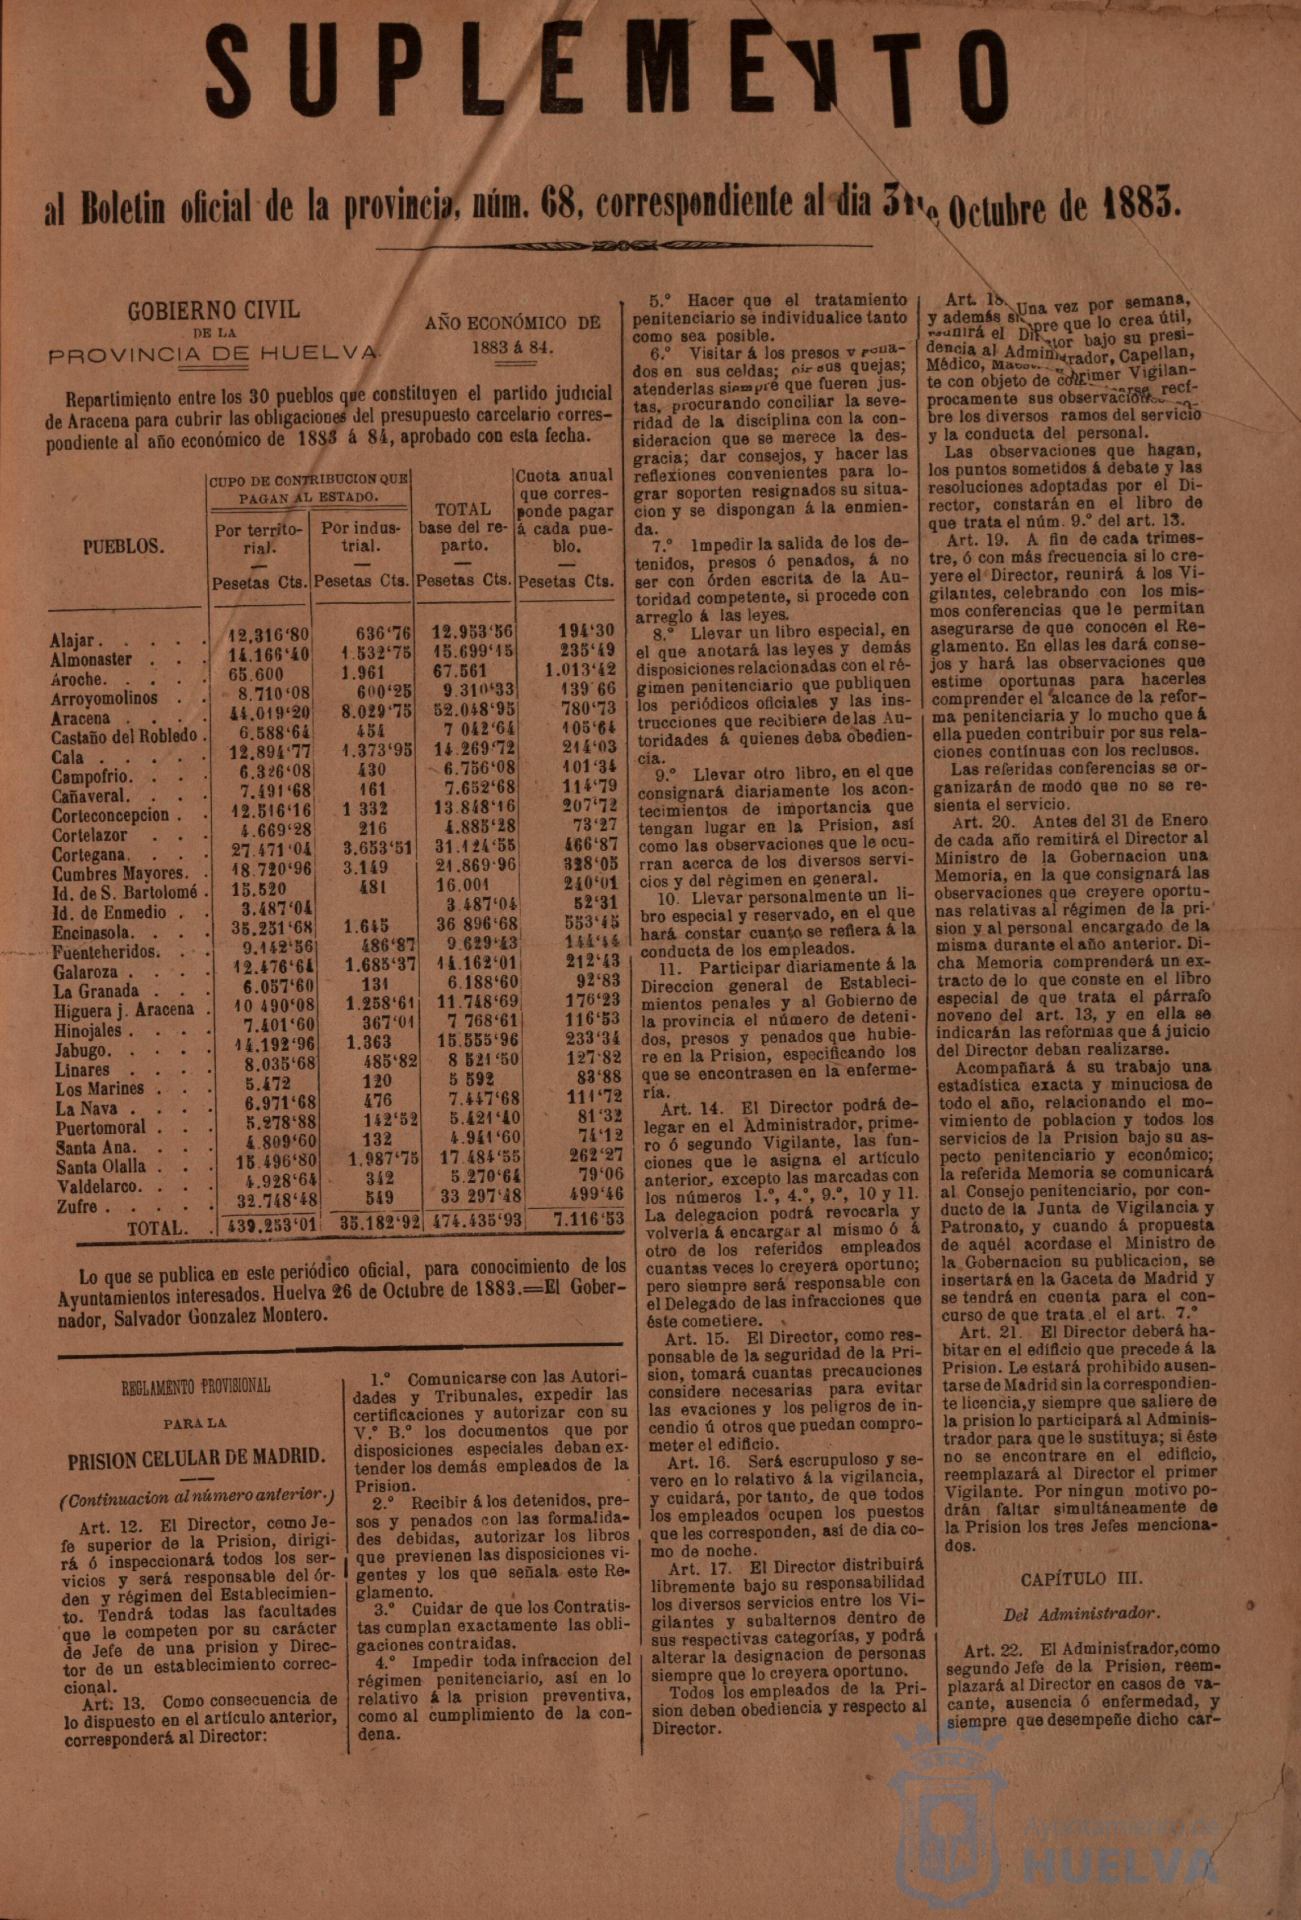 SUPLEMENTO
al Boletin oficial de la provincia, núm. 68, correspondiente al dia 31 de Octubre de 1883.
GOBIERNO CIVIL
DE LA
PROVINCIA DE HUELVA.
AÑO ECONÓMICO DE
1883 á 84.
Repartimiento entre los 30 pueblos que constituyen el partido judicial
de Aracena para cubrir las obligaciones del presupuesto carcelario corres-
pondiente al año económico de 1883 á 84, aprobado con esta fecha.
PUEBLOS.
CUPO DE CONTRIBUCION QUE
PAGAN AL ESTADO.
Por territo-
rial.
Pesetas Cts.
Por indus-
trial.
Pesetas Cts.
TOTAL
base del re-
parto.
Pesetas Cts.
Cuota anual
que corres-
ponde pagar
á cada pue-
blo.
Pesetas Cts.
Alajar. . . . . . 12,316‘80 636‘76 12.953‘56 194‘30
Almonaster . . . 14.166‘40 1.532‘75 15.699‘15 235‘49
Aroche. . . . . . 65.600 1.961 67.561 1.013‘42
Arroyomolinos . . 8.710‘08 600‘25 9.310‘33 139 66
Aracena . . . . . 44.019‘20 8.029‘75 52.048‘95 780‘73
Castaño del Robledo . 6.588‘64 454 7 042‘64 105‘64
Cala . . . . . . 12,894‘77 1.373‘95 14.269‘72 214‘03
Campofrio. . . . 6.326‘08 430 6.756‘08 101‘34
Cañaveral. . . . 7.491‘68 161 7.652‘68 114‘79
Corteconcepcion . . 12.516‘16 1 332 13.848‘16 207‘72
Cortelazor . . . 4.669‘28 216 4.885‘28 73‘27
Cortegana. . . . 27.471‘04 3.653‘51 31.124‘55 466‘87
Cumbres Mayores. . 18.720‘96 3.149 21.869‘96 328‘05
Id. de S. Bartolomé . 15.520 481 16.001 240‘01
Id. de Enmedio . . 3.487‘04 3.487‘04 52‘31
Encinasola. . . . 35.251‘68 1.645 36 896‘68 553‘45
Fuenteheridos. . . 9.142‘56 486‘87 9.629‘43 144‘44
Galaroza . . . . 12.476‘64 1.685‘37 14.162‘01 212‘43
La Granada . . . 6.057‘60 131 6.188‘60 92‘83
Higuera j. Aracena . 10 490‘08 1.258‘61 11.748‘69 176‘23
Hinojales . . . . 7.401‘60 367‘01 7 768‘61 116‘53
Jabugo. . . . . 14.192‘96 1.363 15.555‘96 233‘34
Linares . . . . 8.035‘68 485‘82 8 521‘50 127‘82
Los Marines . . . 5.472 120 5 592 83‘88
La Nava . . . . 6.971‘68 476 7.447‘68 111‘72
Puertomoral . . . 5.278‘88 142‘52 5.421‘40 81‘32
Santa Ana. . . . 4.809‘60 132 4.941‘60 74‘12
Santa Olalla . . . 15.496‘80 1,987‘75 17.484‘55 262‘27
Valdelarco. . . . 4.928‘64 342 5.270‘64 79‘06
Zufre . . . . . 32.748‘48 549 33 297‘48 499‘46
TOTAL. . 439.253‘01 35.182‘92 474.435‘93 7.116‘53
Lo que se publica en este periódico oficial, para conocimiento de los
Ayuntamientos interesados. Huelva 26 de Octubre de 1883.=El Gober-
nador, Salvador Gonzalez Montero.
REGLAMENTO PROVISIONAL
PARA LA
PRISION CELULAR DE MADRID.
(Continuacion al número anterior.)
Art. 12. El Director, como Je-
fe superior de la Prision, dirigi-
rá ó inspeccionará todos los ser-
vicios y será responsable del ór-
den y régimen del Establecimien-
to. Tendrá todas las facultades
que le competen por su carácter
de Jefe de una prision y Direc-
tor de un establecimiento correc-
cional.
Art: 13. Como consecuencia de
lo dispuesto en el artículo anterior,
corresponderá al Director:
1.º Comunicarse con las Autori-
dades y Tribunales, expedir las
certificaciones y autorizar con su
V.º B.º los documentos que por
disposiciones especiales deban ex-
tender los demás empleados de la
Prision.
2.º Recibir á los detenidos, pre-
sos y penados con las formalida-
des debidas, autorizar los libros
que previenen las disposiciones vi-
gentes y los que señala este Re-
glamento.
3.º Cuidar de que los Contratis-
tas cumplan exactamente las obli-
gaciones contraidas.
4.º Impedir toda infraccion del
régimen penitenciario, así en lo
relativo á la prision preventiva,
como al cumplimiento de la con-
dena.
5.º Hacer que el tratamiento
penitenciario se individualice tanto
como sea posible.
6.º Visitar á los presos y pena-
dos en sus celdas; oir sus quejas;
atenderlas siempre que fueren jus-
tas, procurando conciliar la seve-
ridad de la disciplina con la con-
sideracion que se merece la des-
gracia; dar consejos, y hacer las
reflexiones convenientes para lo-
grar soporten resignados su situa-
cion y se dispongan á la enmien-
da.
7.º Impedir la salida de los de-
tenidos, presos ó penados, á no
ser con órden escrita de la Au-
toridad competente, si procede con
arreglo á las leyes.
8.º Llevar un libro especial, en
el que anotará las leyes y demás
disposiciones relacionadas con el ré-
gimen penitenciario que publiquen
los periódicos oficiales y las ins-
trucciones que recibiere de las Au-
toridades á quienes deba obedien-
cia.
9.º Llevar otro libro, en el que
consignará diariamente los acon-
tecimientos de importancia que
tengan lugar en la Prision, así
como las observaciones que le ocu-
rran acerca de los diversos servi-
cios y del régimen en general.
10. Llevar personalmente un li-
bro especial y reservado, en el que
hará constar cuanto se refiera á la
conducta de los empleados.
11. Participar diariamente á la
Direccion general de Estableci-
mientos penales y al Gobierno de
la provincia el número de deteni-
dos, presos y penados que hubie-
re en la Prision, especificando los
que se encontrasen en la enferme-
ría.
Art. 14. El Director podrá de-
legar en el Administrador, prime-
ro ó segundo Vigilante, las fun-
ciones que le asigna el artículo
anterior, excepto las marcadas con
los números 1.º, 4.º, 9.º, 10 y 11.
La delegacion podrá revocarla y
volverla á encargar al mismo ó á
otro de los referidos empleados
cuantas veces lo creyera oportuno;
pero siempre será responsable con
el Delegado de las infracciones que
éste cometiere.
Art. 15. El Director, como res-
ponsable de la seguridad de la Pri-
sion, tomará cuantas precauciones
considere necesarias para evitar
las evaciones y los peligros de in-
cendio ú otros que puedan compro-
meter el edificio.
Art. 16. Será escrupuloso y se-
vero en lo relativo á la vigilancia,
y cuidará, por tanto, de que todos
los empleados ocupen los puestos
que les corresponden, así de dia co-
mo de noche.
Art. 17. El Director distribuirá
libremente bajo su responsabilidad
los diversos servicios entre los Vi-
gilantes y subalternos dentro de
sus respectivas categorías, y podrá
alterar la designacion de personas
siempre que lo creyera oportuno.
Todos los empleados de la Pri-
sion deben obediencia y respecto al
Director.
Art. 18. Una vez por semana,
y además siempre que lo crea útil,
reunirá el Director bajo su presi-
dencia al Administrador, Capellan,
Médico, primer Vigilan-
te con objeto de recí-
procamente sus observaciones so-
bre los diversos ramos del servicio
y la conducta del personal.
Las observaciones que hagan,
los puntos sometidos á debate y las
resoluciones adoptadas por el Di-
rector, constarán en el libro de
que trata el núm. 9.º del art. 13.
Art. 19. A fin de cada trimes-
tre, ó con más frecuencia si lo cre-
yere el Director, reunirá á los Vi-
gilantes, celebrando con los mis-
mos conferencias que le permitan
asegurarse de que conocen el Re-
glamento. En ellas les dará conse-
jos y hará las observaciones que
estime oportunas para hacerles
comprender el alcance de la refor-
ma penitenciaria y lo mucho que á
ella pueden contribuir por sus rela-
ciones contínuas con los reclusos.
Las referidas conferencias se or-
ganizarán de modo que no se re-
sienta el servicio.
Art. 20. Antes del 31 de Enero
de cada año remitirá el Director al
Ministro de la Gobernacion una
Memoria, en la que consignará las
observaciones que creyere oportu-
nas relativas al régimen de la pri-
sion y al personal encargado de la
misma durante el año anterior. Di-
cha Memoria comprenderá un ex-
tracto de lo que conste en el libro
especial de que trata el párrafo
noveno del art. 13, y en ella se
indicarán las reformas que á juicio
del Director deban realizarse.
Acompañará á su trabajo una
estadística exacta y minuciosa de
todo el año, relacionando el mo-
vimiento de poblacion y todos los
servicios de la Prision bajo su as-
pecto penitenciario y económico;
la referida Memoria se comunicará
al Consejo penitenciario, por con-
ducto de la Junta de Vigilancia y
Patronato, y cuando á propuesta
de aquél acordase el Ministro de
la Gobernacion su publicacion, se
insertará en la Gaceta de Madrid y
se tendrá en cuenta para el con-
curso de que trata el el art. 7.º
Art. 21. El Director deberá ha-
bitar en el edificio que precede á la
Prision. Le estará prohibido ausen-
tarse de Madrid sin la correspondien-
te licencia, y siempre que saliere de
la prision lo participará al Adminis-
trador para que le sustituya; si éste
no se encontrare en el edificio,
reemplazará al Director el primer
Vigilante. Por ningun motivo po-
drán faltar simultáneamente de
la Prision los tres Jefes menciona-
dos.
CAPÍTULO III.
Del Administrador.
Art. 22. El Administrador, como
segundo Jefe de la Prision, reem-
plazará al Director en casos de va-
cante, ausencia ó enfermedad, y
siempre que desempeñe dicho car-
Ayuntamiento de
HUELVA